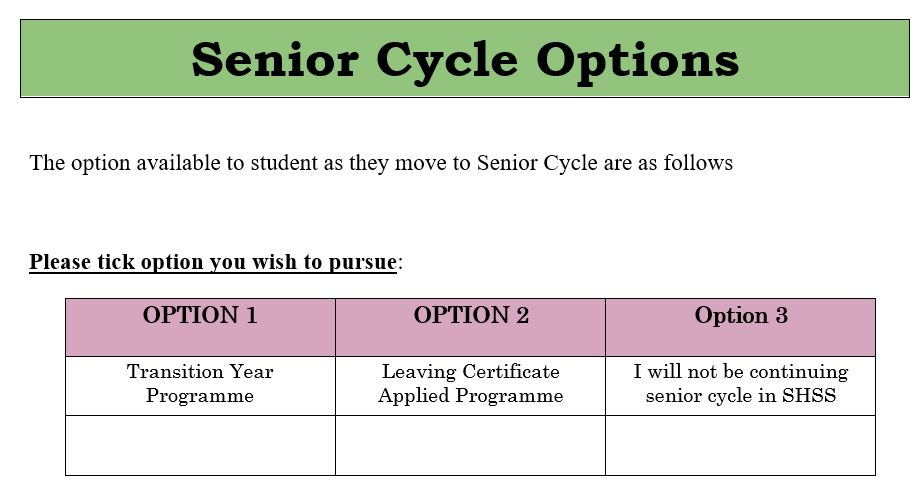 Senior Cycle Options
The option available to student as they move to Senior Cycle are as follows
Please tick option you wish to pursue:
OPTION 1
OPTION 2
Option 3
Transition Year
Programme
Leaving Certificate
Applied Programme
I will not be continuing
senior cycle in SHSS